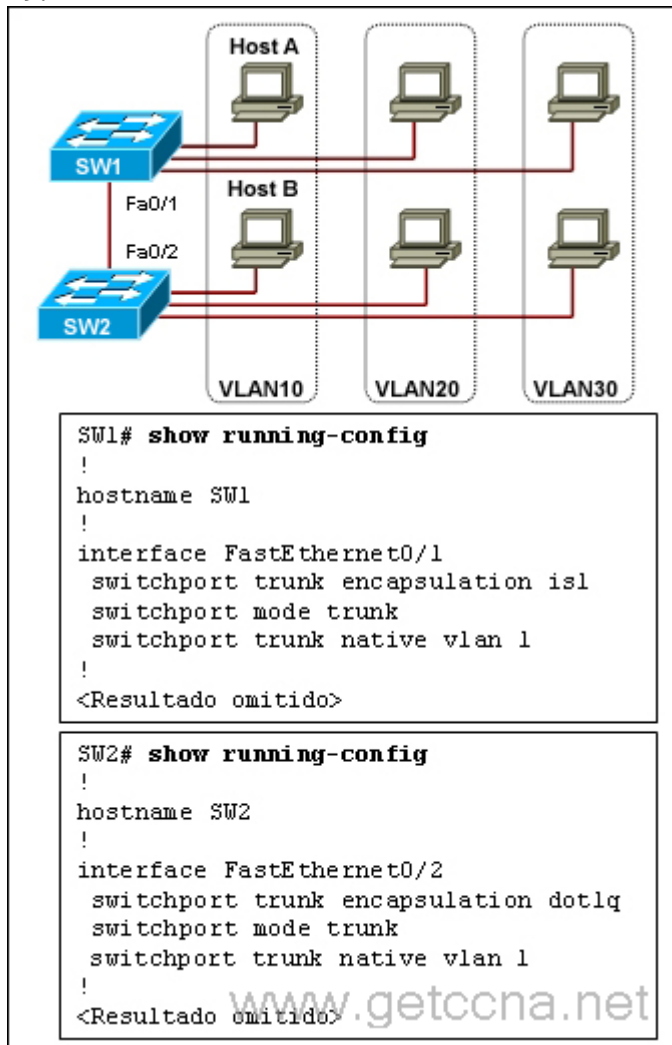 Host A
SW1
Fa0/1
Host B
Fa0/2
SW2
VLAN10
VLAN20
VLAN30
SW1# show running-config
!
hostname SW1
!
interface FastEthernet0/1
switchport trunk encapsulation isl
switchport mode trunk
switchport trunk native vlan 1
!
<Resultado omitido>
SW2# show running-config
!
hostname SW2
!
interface FastEthernet0/2
switchport trunk encapsulation dot1q
switchport mode trunk
switchport trunk native vlan 1
!
<Resultado omitido>
www.getccna.net